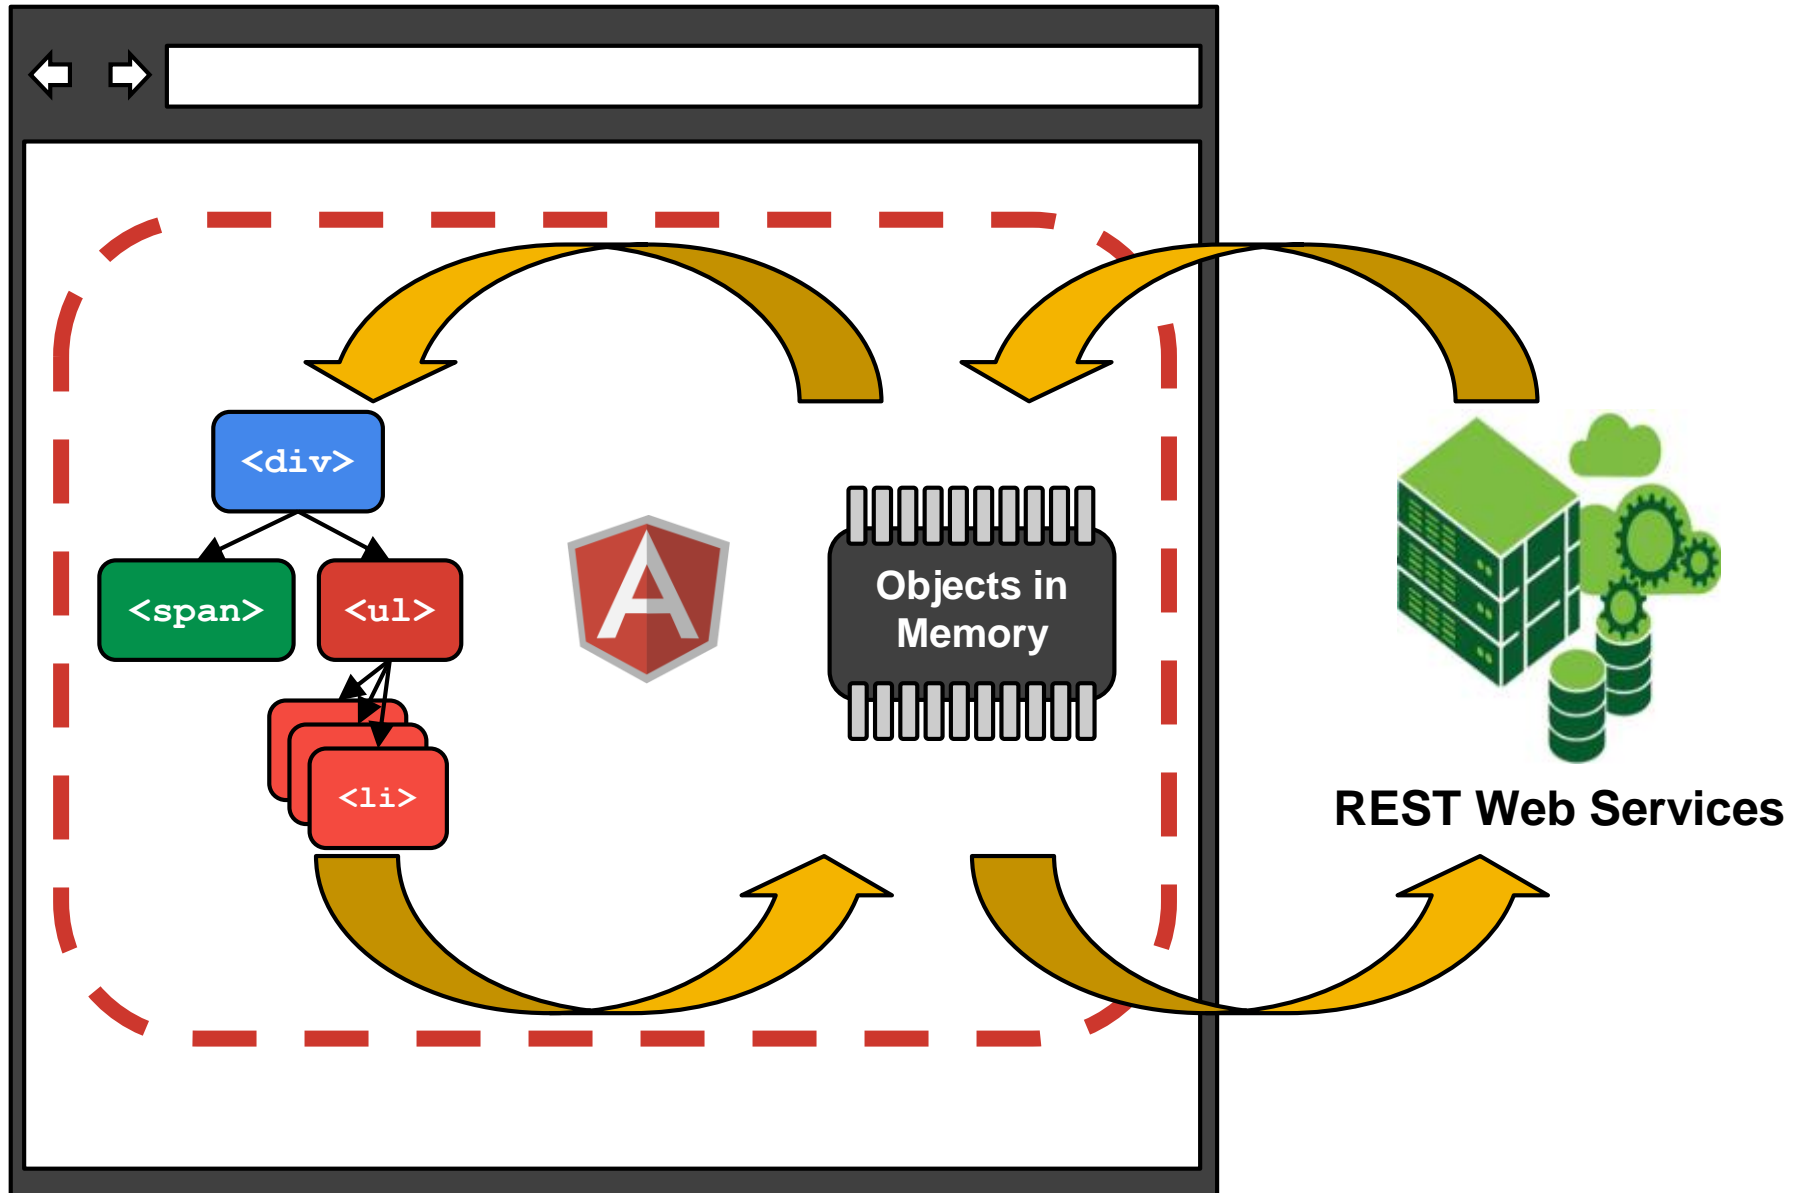 <div>
<span>
<ul>
<li>
Objects in
Memory
REST Web Services